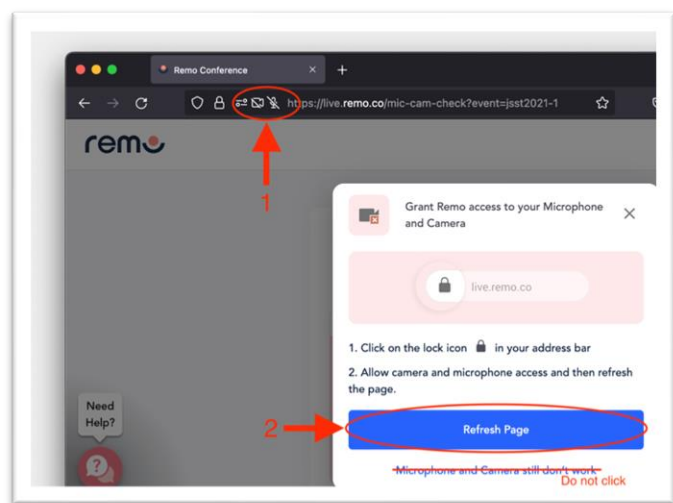 Remo Conference
https://live.remo.co/mic-cam-check?event=jsst2021-1
remo
1
Grant Remo access to your Microphone
and Camera
live.remo.co
1. Click on the lock icon in your address bar
2. Allow camera and microphone access and then refresh
the page.
Need
Help?
2
Refresh Page
Microphone and Camera still don't work
Do not click